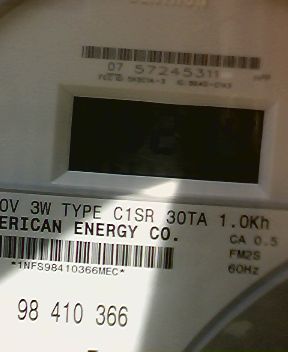 07 57245311
0V 3W TYPE C1SR 30TA 1.0Kh
ERICAN ENERGY CO.
CA 0.5
FM2S
60Hz
*1NFS98410366MEC*
98 410 366